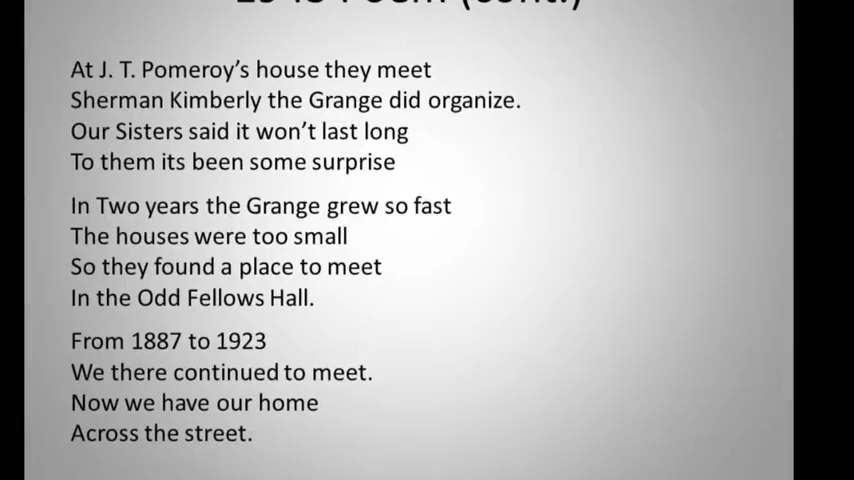 Poem (cont.)
At J. T. Pomeroy's house they meet
Sherman Kimberly the Grange did organize.
Our Sisters said it won't last long
To them its been some surprise
In Two years the Grange grew so fast
The houses were too small
So they found a place to meet
In the Odd Fellows Hall.
From 1887 to 1923
We there continued to meet.
Now we have our home
Across the street.